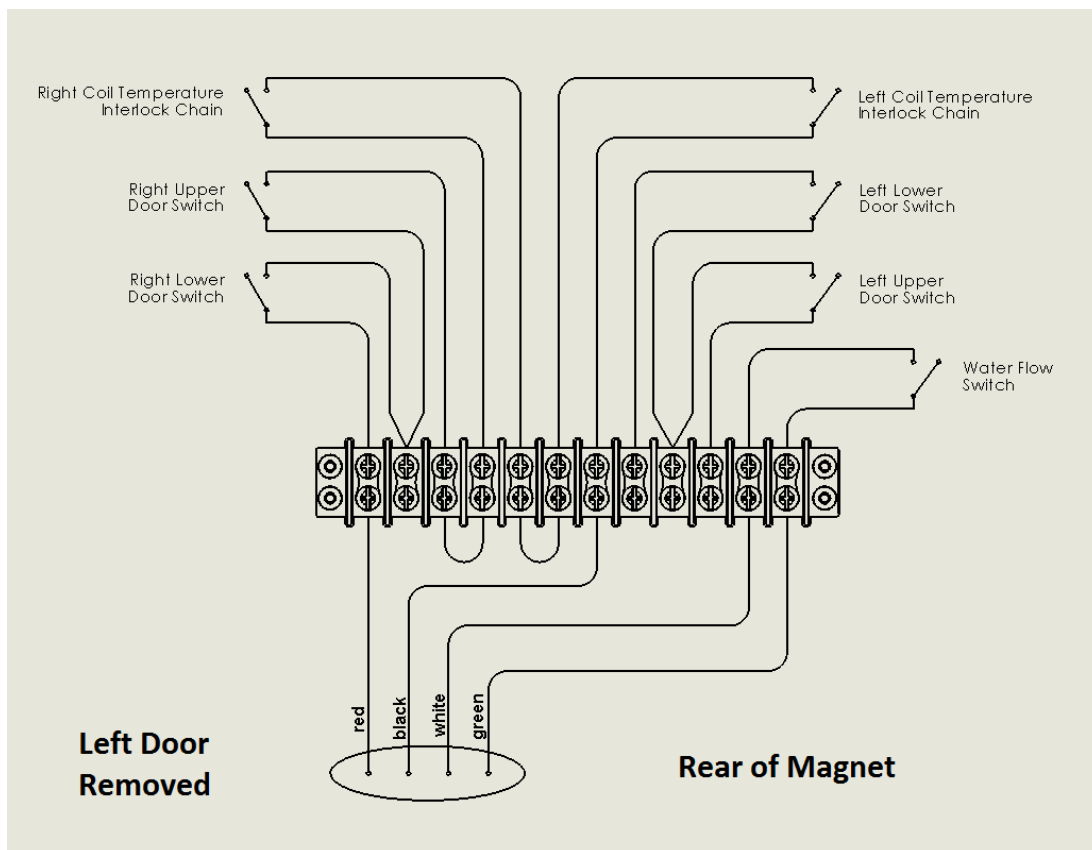 Right Coil Temperature
Interlock Chain
Left Coil Temperature
Interlock Chain
Right Upper
Door Switch
Left Lower
Door Switch
Right Lower
Door Switch
Left Upper
Door Switch
Water Flow
Switch
red
black
white
green
Left Door
Removed
Rear of Magnet